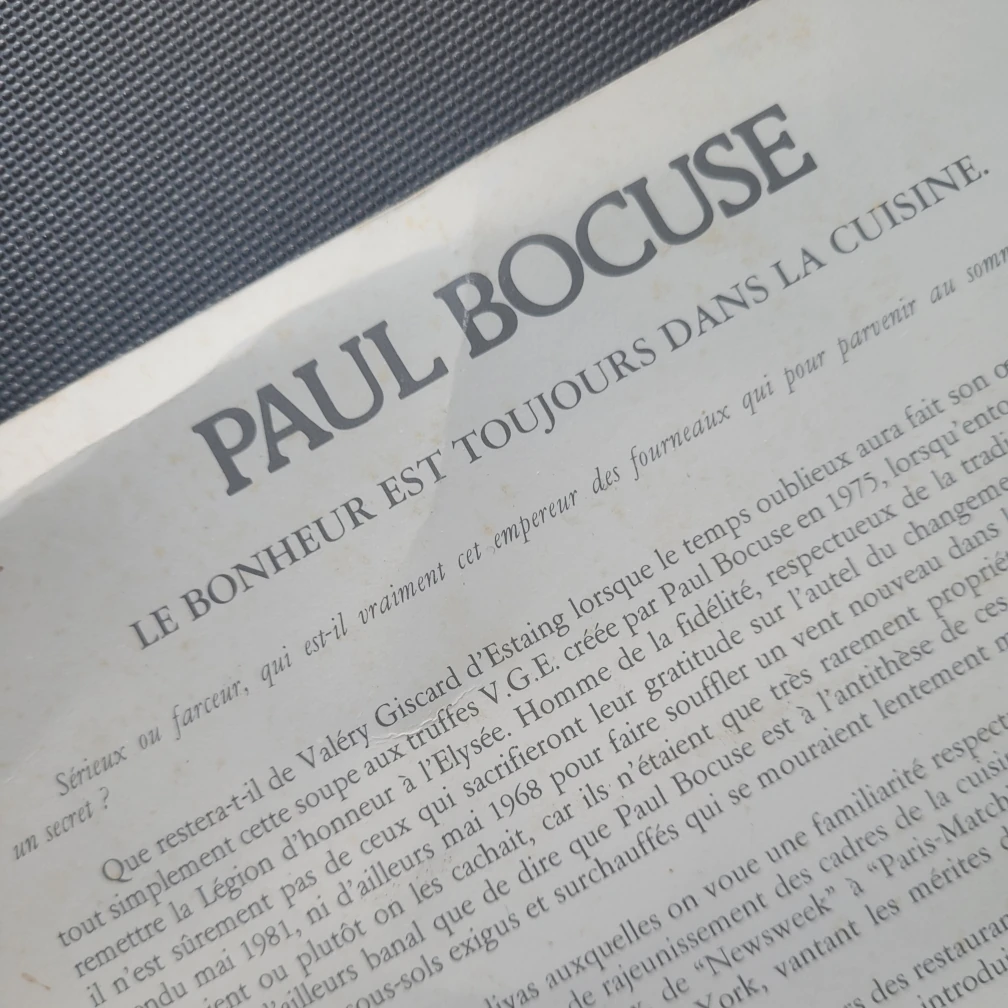 PAUL BOCUSE
LE BONHEUR EST TOUJOURS DANS LA CUISINE.
Sérieux ou farceur, qui est-il vraiment cet empereur des fourneaux qui pour parvenir au
un secret ?
Que restera-t-il de Valéry Giscard d'Estaing lorsque le temps oublieux aura fait son
tout simplement cette soupe aux truffes V.G.E. créée par Paul Bocuse en 1975, lorsqu'ent
remettre la Légion d'honneur à l'Elysée. Homme de la fidélité, respectueux de la tradi
il n'est sûrement pas de ceux qui sacrifieront leur gratitude sur l'autel du changeme
ndu mai 1981, ni d'ailleurs mai 1968 pour faire souffler un vent nouveau dans
ient ou plutôt on les cachait, car ils n'étaient que très rarement proprié
'ailleurs banal que de dire que Paul Bocuse est à l'antithèse de ces
ous-sols exigus et surchauffés qui se mouraient lentement
divas auxquelles on voue une familiarité respec
de rajeunissement des cadres de la cuisi
de "Newsweek" à "Paris-Match
York, vantant les mérites
des restaurat
ntrodu